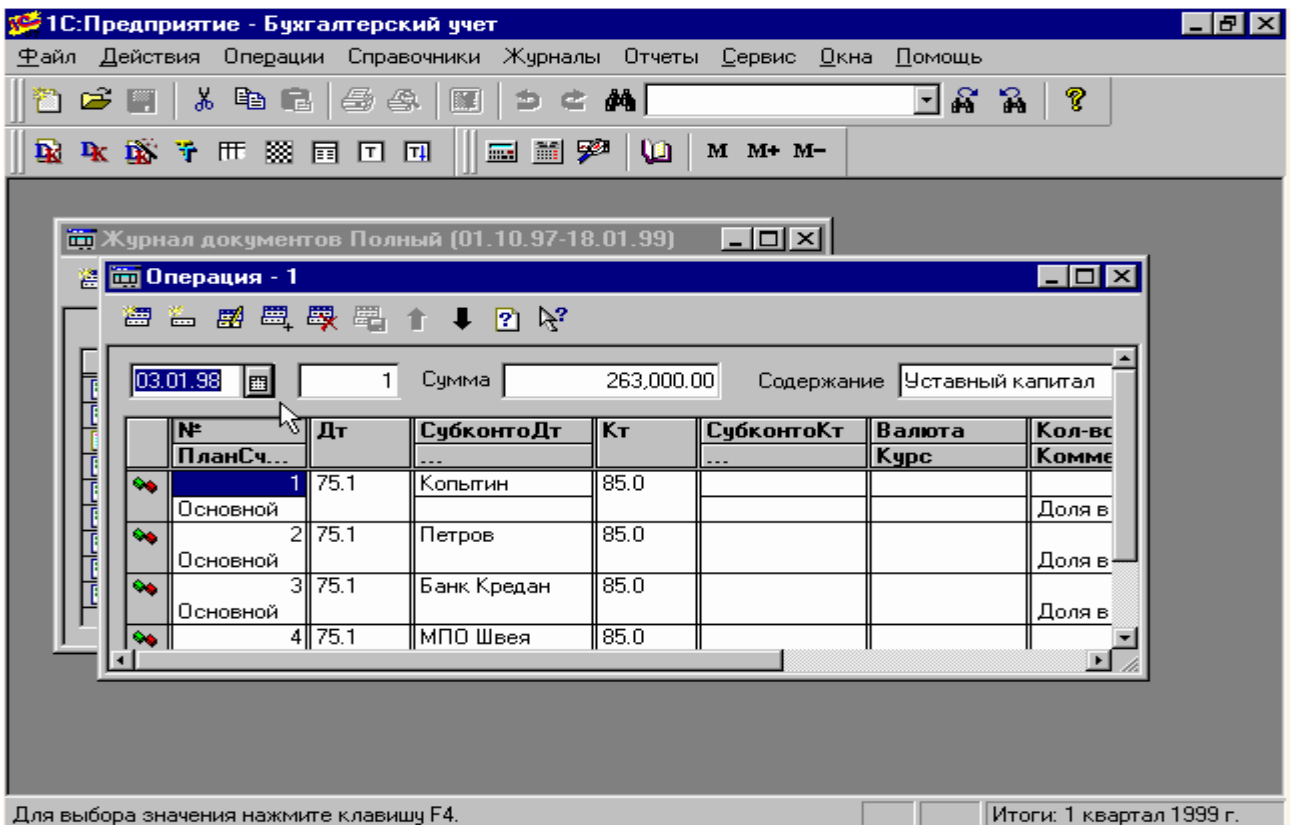 1С:Предприятие - Бухгалтерский учет
Файл Действия Операции Справочники Журналы Отчеты Сервис Окна Помощь
М М+ М-
Журнал документов Полный (01.10.97-18.01.99)
Операция - 1
03.01.98 1 Сумма 263,000.00 Содержание Уставный капитал
№ Дт СубконтоДт Кт СубконтоКт Валюта Кол-вс
ПланСч... ... ... Курс Комме
1 75.1 Копытин 85.0
Основной Доля в
2 75.1 Петров 85.0
Основной Доля в
3 75.1 Банк Кредан 85.0
Основной Доля в
4 75.1 МПО Швея 85.0
Для выбора значения нажмите клавишу F4. Итоги: 1 квартал 1999 г.